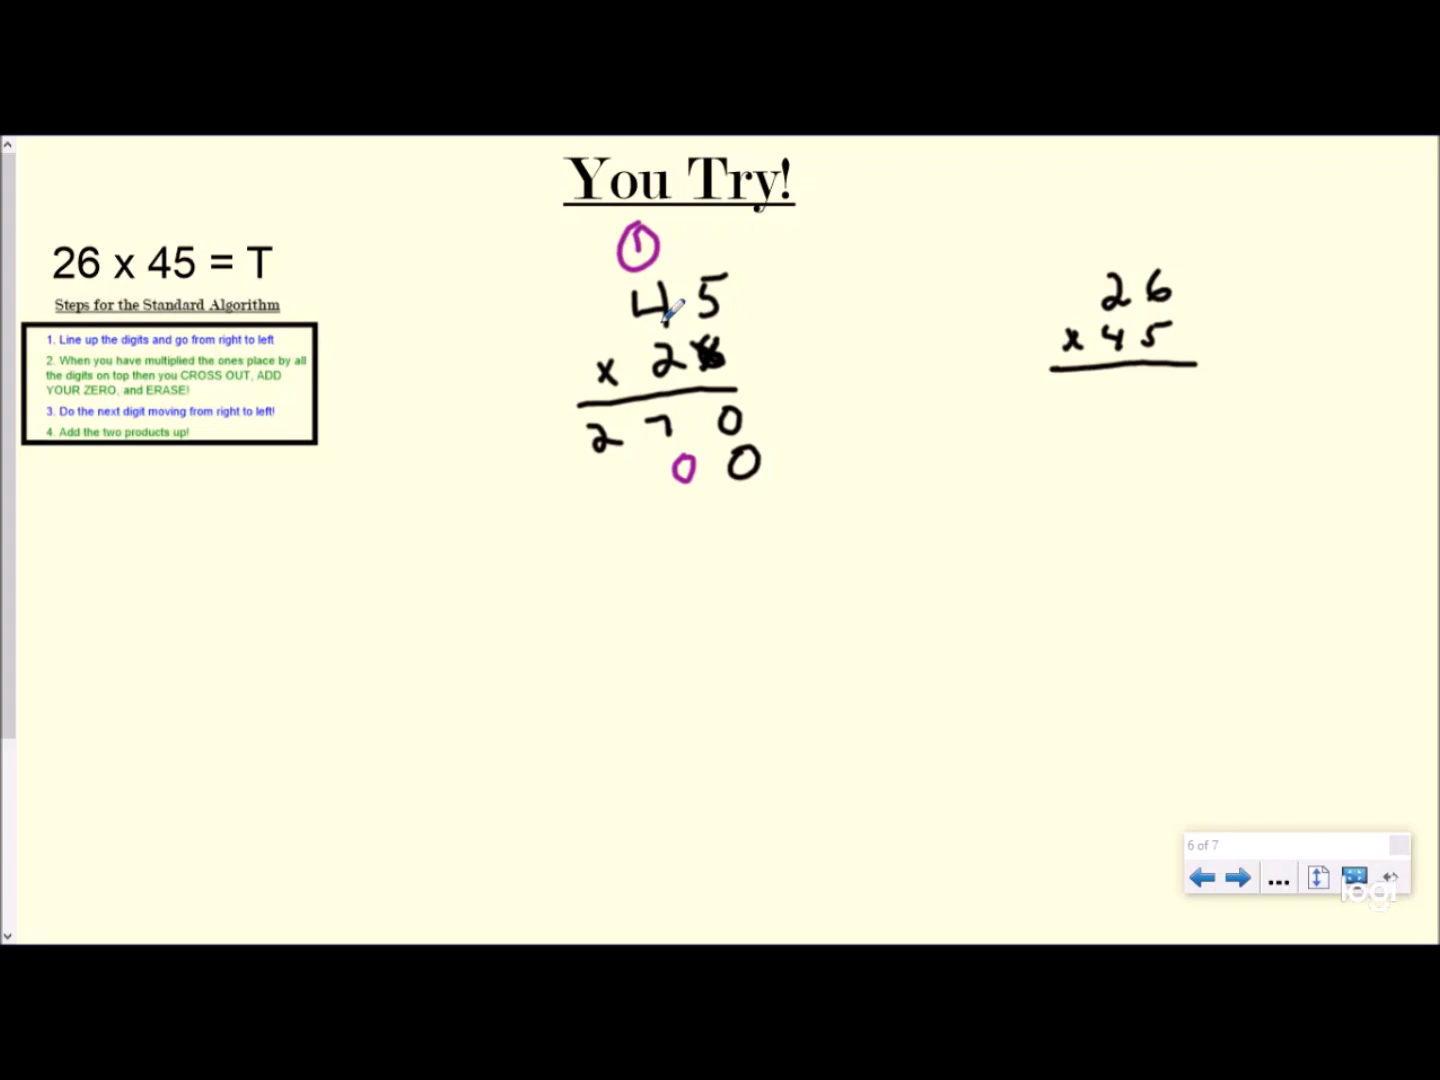 You Try!
26 x 45 = T
Steps for the Standard Algorithm
1. Line up the digits and go from right to left
2. When you have multiplied the ones place by all
the digits on top then you CROSS OUT, ADD
YOUR ZERO, and ERASE!
3. Do the next digit moving from right to left!
4. Add the two products up!
1
45
x 26
270
00
26
x 45
6 of 7
logi